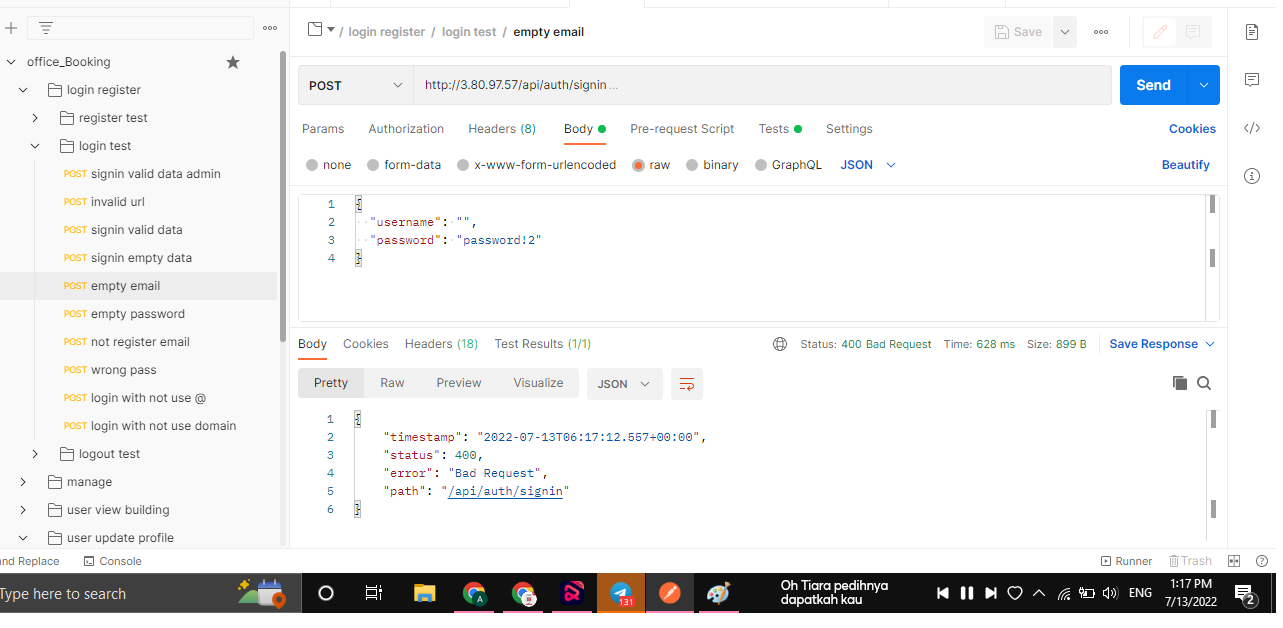 / login register / login test / empty email
Save
office_Booking
login register
register test
login test
POST signin valid data admin
POST invalid url
POST signin valid data
POST signin empty data
POST empty email
POST empty password
POST not register email
POST wrong pass
POST login with not use @
POST login with not use domain
logout test
manage
user view building
user update profile
POST
http://3.80.97.57/api/auth/signin ...
Send
Params Authorization Headers (8) Body Pre-request Script Tests Settings Cookies
none form-data x-www-form-urlencoded raw binary GraphQL JSON Beautify
1 {
2 "username": "",
3 "password": "password!2"
4 }
Body Cookies Headers (18) Test Results (1/1) Status: 400 Bad Request Time: 628 ms Size: 899 B Save Response
Pretty Raw Preview Visualize JSON
1 {
2 "timestamp": "2022-07-13T06:17:12.557+00:00",
3 "status": 400,
4 "error": "Bad Request",
5 "path": "/api/auth/signin"
6 }
nd Replace Console Runner Trash
Type here to search
A
131
Oh Tiara pedihnya
dapatkah kau
ENG
1:17 PM
7/13/2022
2